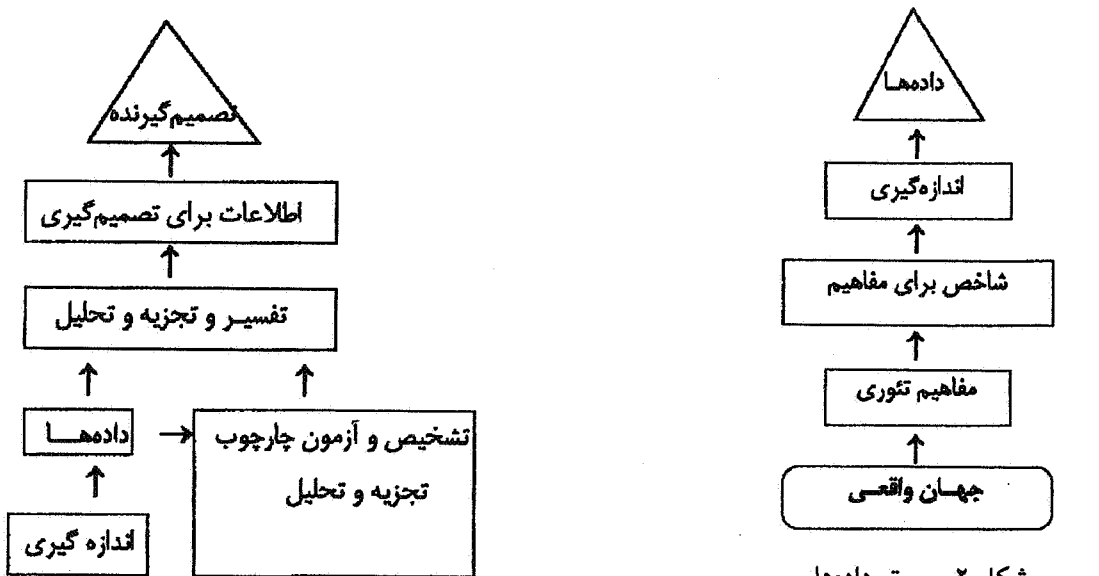 داده‌ها
اندازه‌گیری
شاخص برای مفاهیم
مفاهیم تئوری
جهان واقعی
تصمیم‌گیرنده
اطلاعات برای تصمیم‌گیری
تفسیر و تجزیه و تحلیل
داده‌ها
تشخیص و آزمون چارچوب
تجزیه و تحلیل
اندازه گیری